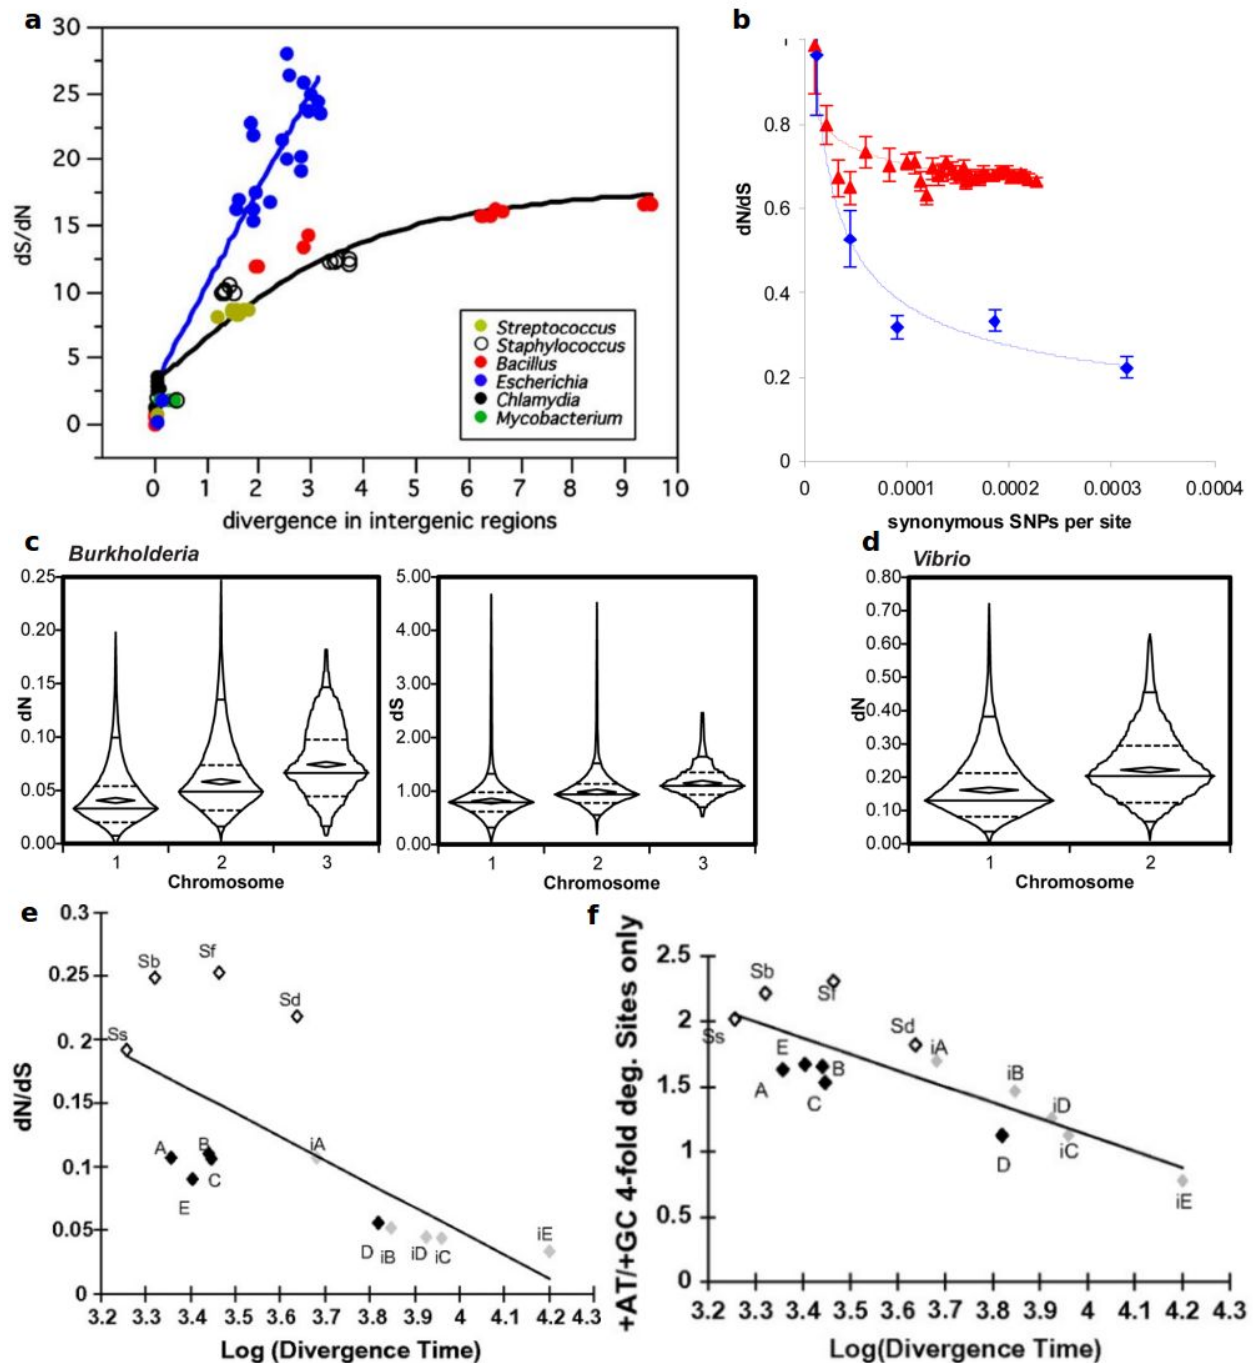 a
30
25
20
15
10
5
0
dS/dN
0 1 2 3 4 5 6 7 8 9 10
divergence in intergenic regions
Streptococcus
Staphylococcus
Bacillus
Escherichia
Chlamydia
Mycobacterium
b
0.8
0.6
0.4
0.2
0
dN/dS
0 0.0001 0.0002 0.0003 0.0004
synonymous SNPs per site
c
Burkholderia
0.25
0.20
0.15
0.10
0.05
0.00
dN
1 2 3
Chromosome
5.00
4.00
3.00
2.00
1.00
0.00
dS
1 2 3
Chromosome
d
Vibrio
0.80
0.70
0.60
0.50
0.40
0.30
0.20
0.10
0.00
dN
1 2
Chromosome
e
0.3
0.25
0.2
0.15
0.1
0.05
0
dN/dS
Sb
Sf
Sd
Ss
A
B
iA
C
E
D
iB
iD
iC
iE
3.2 3.3 3.4 3.5 3.6 3.7 3.8 3.9 4 4.1 4.2 4.3
Log (Divergence Time)
f
2.5
2
1.5
1
0.5
0
+AT/+GC 4-fold deg. Sites only
Sb
Sf
Ss
Sd
iA
E
A
B
C
iB
iD
D
iC
iE
3.2 3.3 3.4 3.5 3.6 3.7 3.8 3.9 4 4.1 4.2 4.3
Log(Divergence Time)